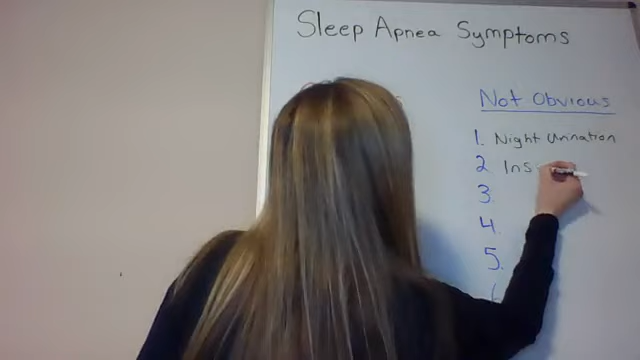 Sleep Apnea Symptoms
Not Obvious
1. Night Urination
2 Ins
3.
4.
5.